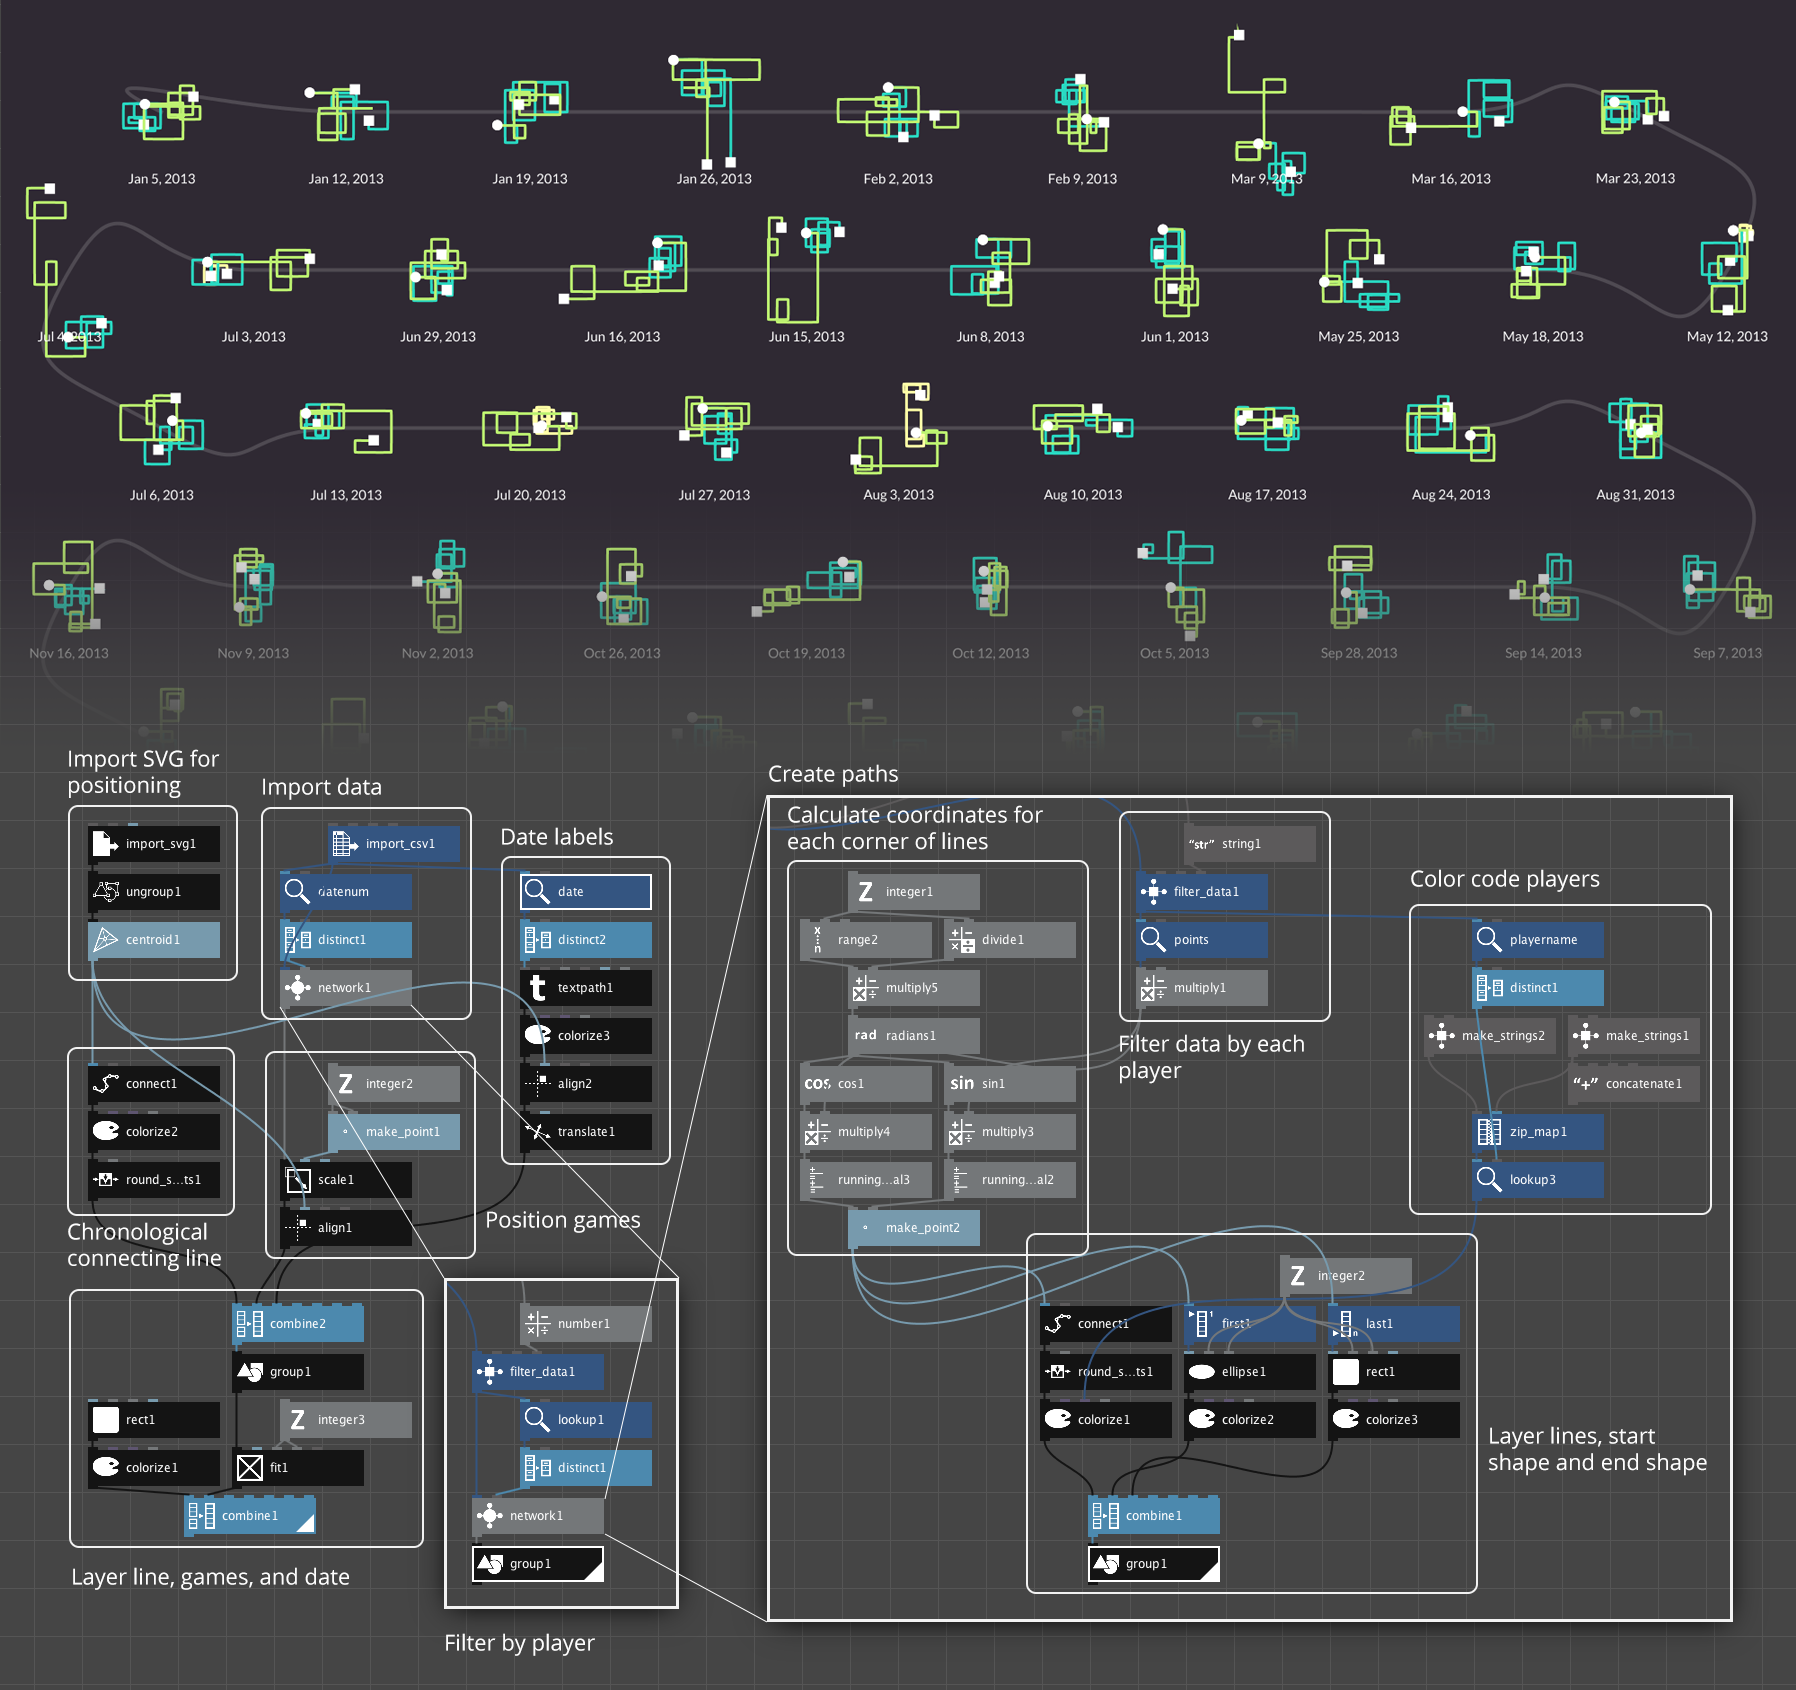 Jan 5, 2013
Jan 12, 2013
Jan 19, 2013
Jan 26, 2013
Feb 2, 2013
Feb 9, 2013
Mar 9, 2013
Mar 16, 2013
Mar 23, 2013
Jul 4, 2013
Jul 3, 2013
Jun 29, 2013
Jun 16, 2013
Jun 15, 2013
Jun 8, 2013
Jun 1, 2013
May 25, 2013
May 18, 2013
May 12, 2013
Jul 6, 2013
Jul 13, 2013
Jul 20, 2013
Jul 27, 2013
Aug 3, 2013
Aug 10, 2013
Aug 17, 2013
Aug 24, 2013
Aug 31, 2013
Nov 16, 2013
Nov 9, 2013
Nov 2, 2013
Oct 26, 2013
Oct 19, 2013
Oct 12, 2013
Oct 5, 2013
Sep 28, 2013
Sep 14, 2013
Sep 7, 2013
Import SVG for
positioning
import_svg1
ungroup1
centroid1
Import data
import_csv1
datenum
distinct1
network1
Date labels
date
distinct2
textpath1
colorize3
align2
translate1
connect1
colorize2
round_s...ts1
Chronological
connecting line
Z integer2
make_point1
scale1
align1
Position games
combine2
group1
rect1
Z integer3
colorize1
fit1
combine1
Layer line, games, and date
number1
filter_data1
lookup1
distinct1
network1
group1
Filter by player
Create paths
Calculate coordinates for
each corner of lines
Z integer1
range2
divide1
multiply5
rad radians1
cos cos1
sin sin1
multiply4
multiply3
running...al3
running...al2
make_point2
"str" string1
filter_data1
points
multiply1
Filter data by each
player
Color code players
playername
distinct1
make_strings2
make_strings1
"+" concatenate1
zip_map1
lookup3
Z integer2
connect1
first1
last1
round_s...ts1
ellipse1
rect1
colorize1
colorize2
colorize3
combine1
group1
Layer lines, start
shape and end shape